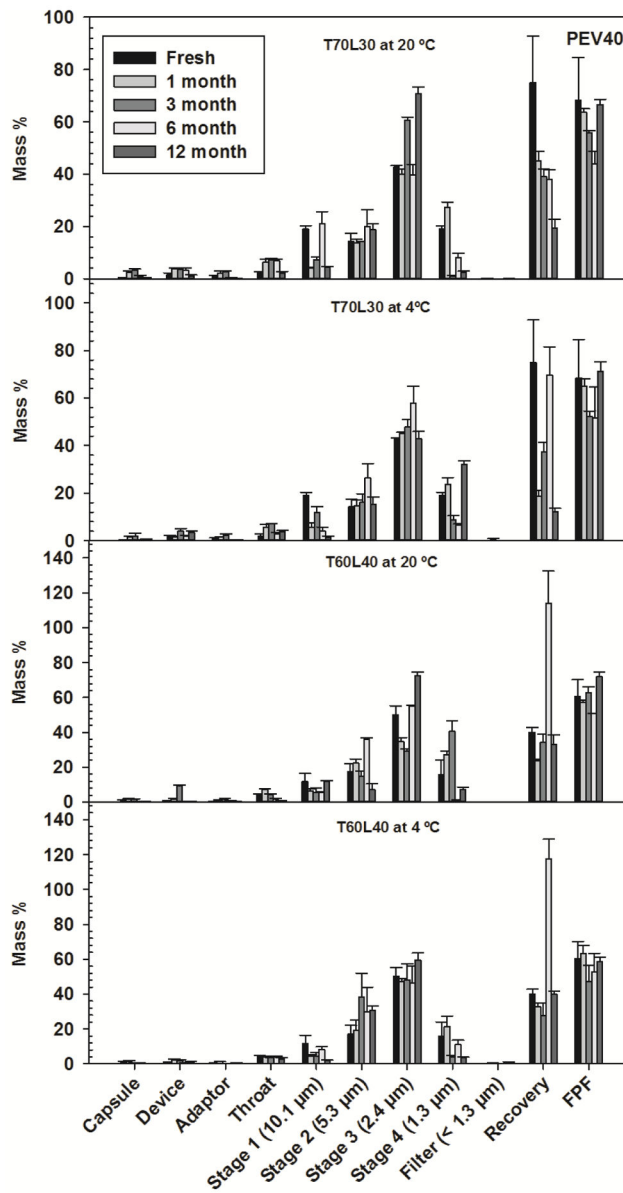 T70L30 at 20 ºC
PEV40
Fresh
1 month
3 month
6 month
12 month
Mass %
100
80
60
40
20
0
T70L30 at 4ºC
Mass %
80
60
40
20
0
T60L40 at 20 ºC
Mass %
140
120
100
80
60
40
20
0
T60L40 at 4 ºC
Mass %
140
120
100
80
60
40
20
0
Capsule
Device
Adaptor
Throat
Stage 1 (10.1 µm)
Stage 2 (5.3 µm)
Stage 3 (2.4 µm)
Stage 4 (1.3 µm)
Filter (< 1.3 µm)
Recovery
FPF